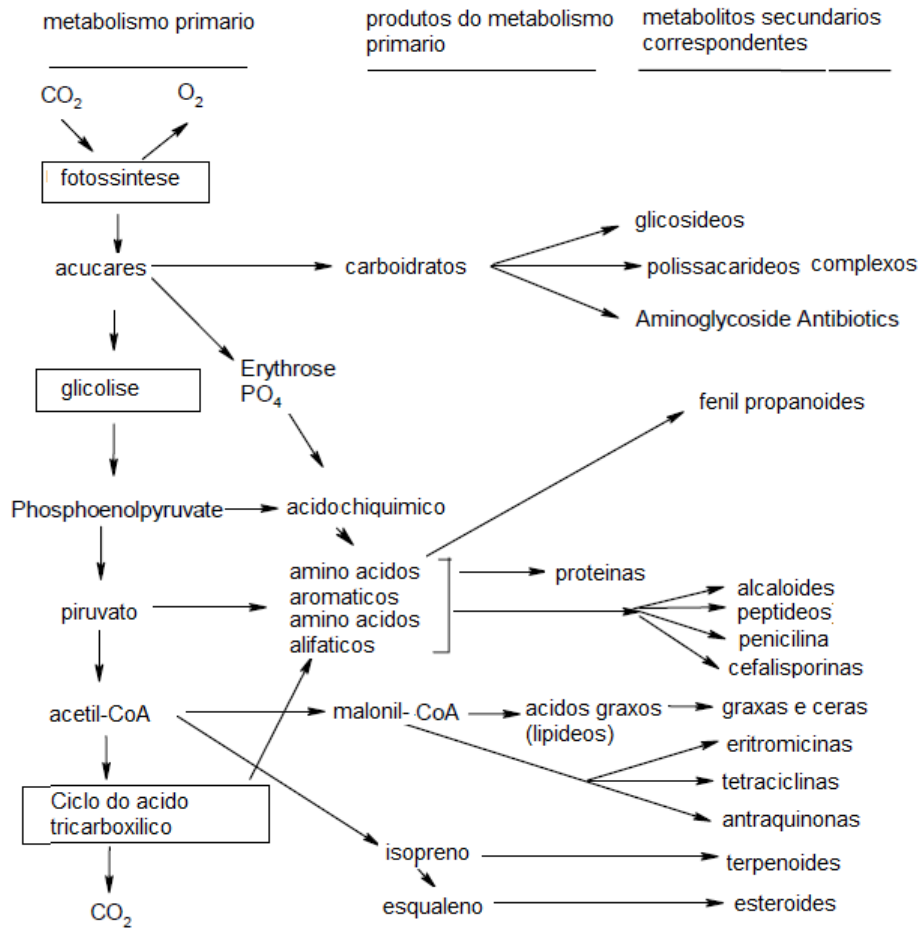 metabolismo primario
produtos do metabolismo
primario
metabolitos secundários
correspondentes
CO2
O2
fotossintese
acucares
carboidratos
glicosideos
polissacarideos complexos
Aminoglycoside Antibiotics
glicolise
Erythrose
PO4
fenil propanoides
Phosphoenolpyruvate
acidochiquimico
amino acidos
aromaticos
amino acidos
alifaticos
proteinas
alcaloides
peptideos
penicilina
cefalisporinas
piruvato
acetil-CoA
malonil-CoA
acidos graxos
(lipideos)
graxas e ceras
eritromicinas
tetraciclinas
antraquinonas
Ciclo do acido
tricarboxilico
isopreno
terpenoides
esqualeno
esteroides
CO2